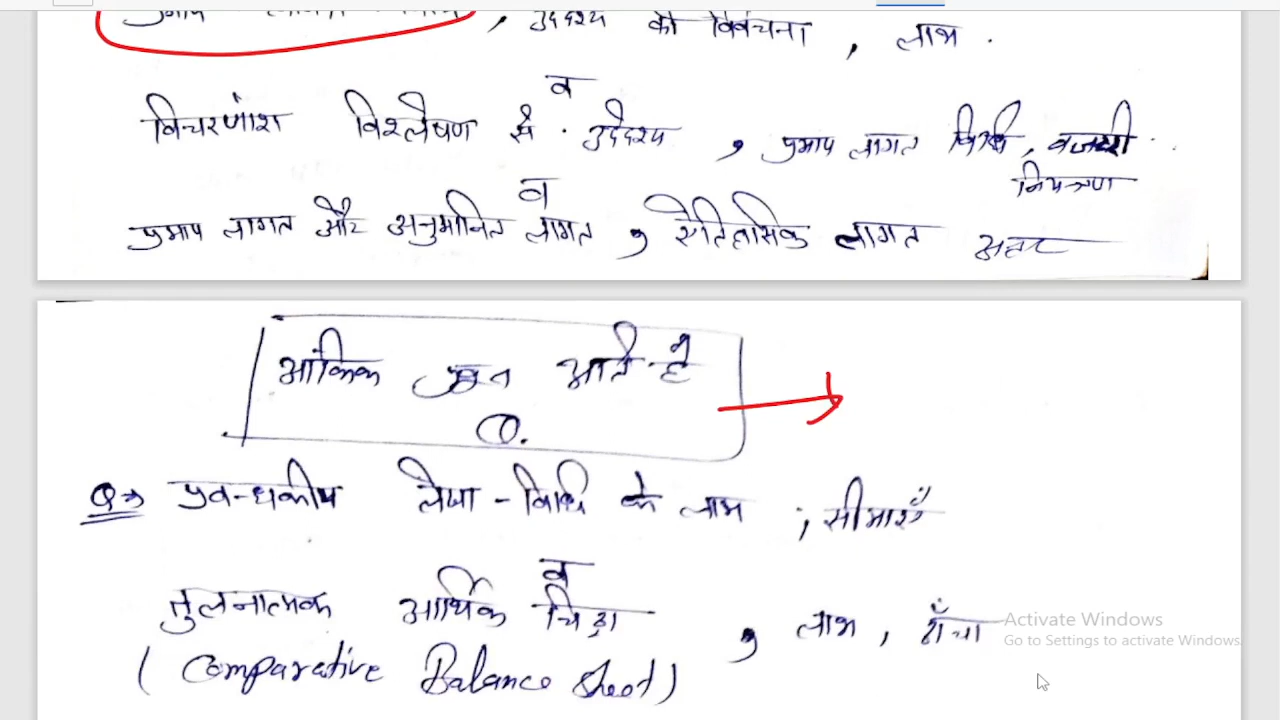 , उद्देश्य की विवेचना, लाभ.
व
विचरणांश विश्लेषण से . उद्देश्य, प्रमाप लागत विधि, बजटरी
नियन्त्रण
व
प्रमाप लागत और अनुमानित लागत, ऐतिहासिक लागत अन्तर
आंकिक प्रश्न आते है
Q.
Q→ प्रबन्धकीय लेखा-विधि के लाभ ; सीमाएँ
व
तुलनात्मक आर्थिक चिट्ठा, लाभ, ढाँचा
(Comparative Balance Sheet)
Activate Windows
Go to Settings to activate Windows.